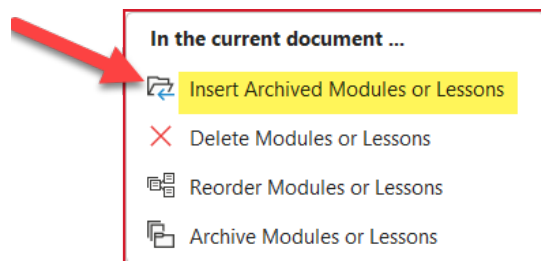 In the current document ...
Insert Archived Modules or Lessons
Delete Modules or Lessons
Reorder Modules or Lessons
Archive Modules or Lessons